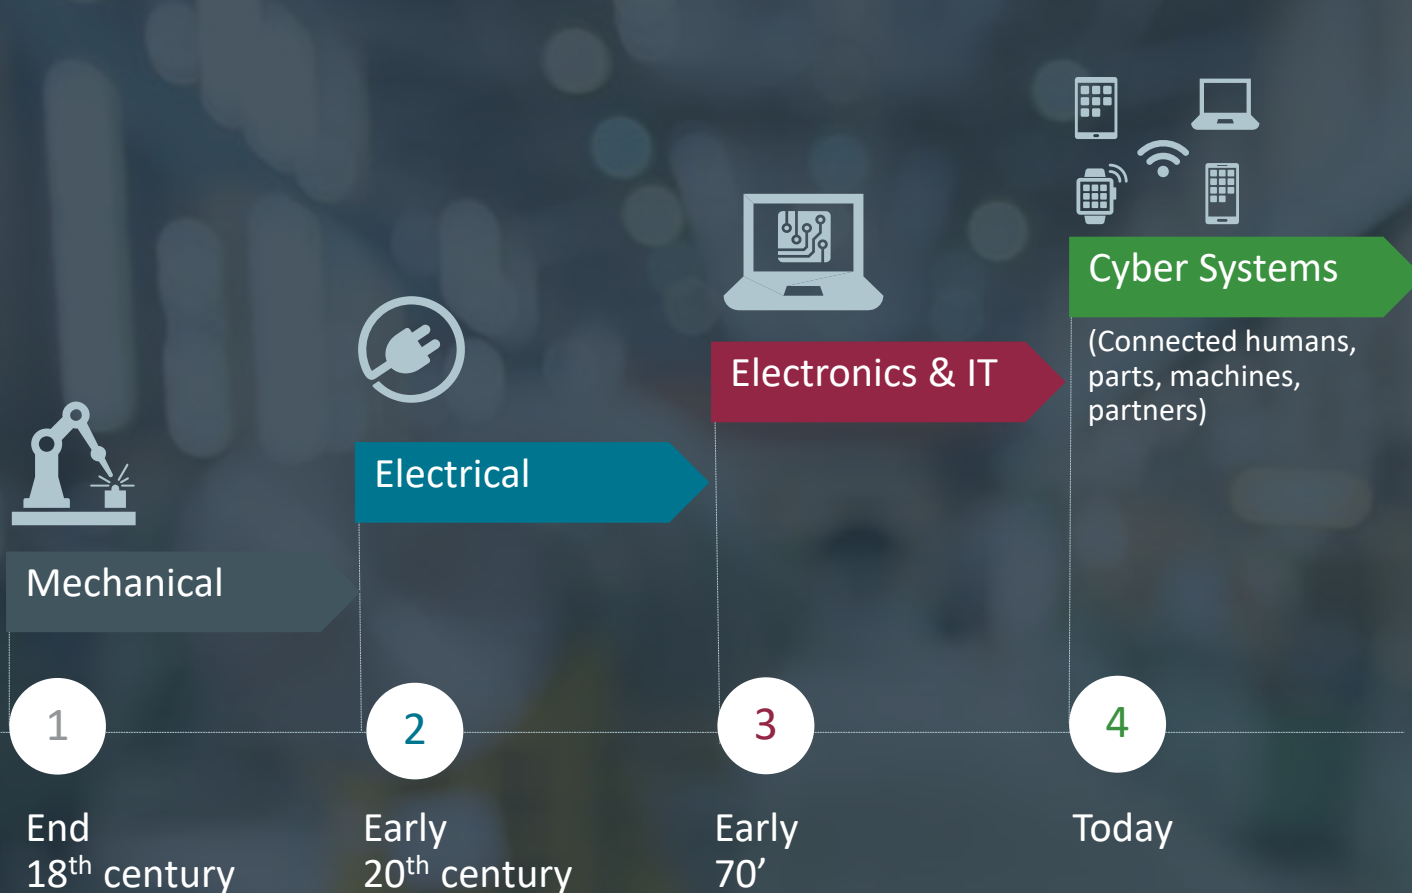 Mechanical
Electrical
Electronics & IT
Cyber Systems
(Connected humans,
parts, machines,
partners)
1
2
3
4
End
18th century
Early
20th century
Early
70’
Today